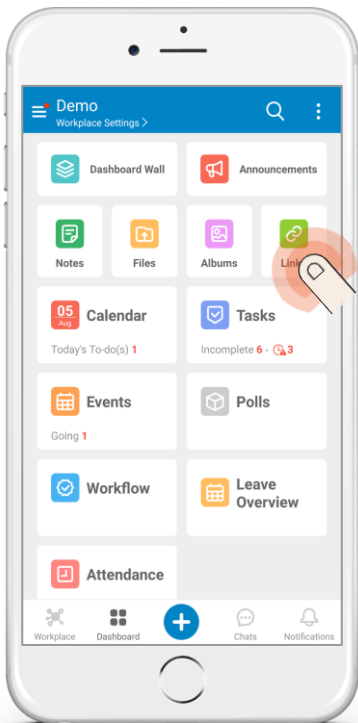 Demo
Workplace Settings >
Dashboard Wall
Announcements
Notes
Files
Albums
05
Aug
Calendar
Today's To-do(s) 1
Tasks
Incomplete 6 · 3
Events
Going 1
Polls
Workflow
Leave
Overview
Attendance
Workplace
Dashboard
Chats
Notifications